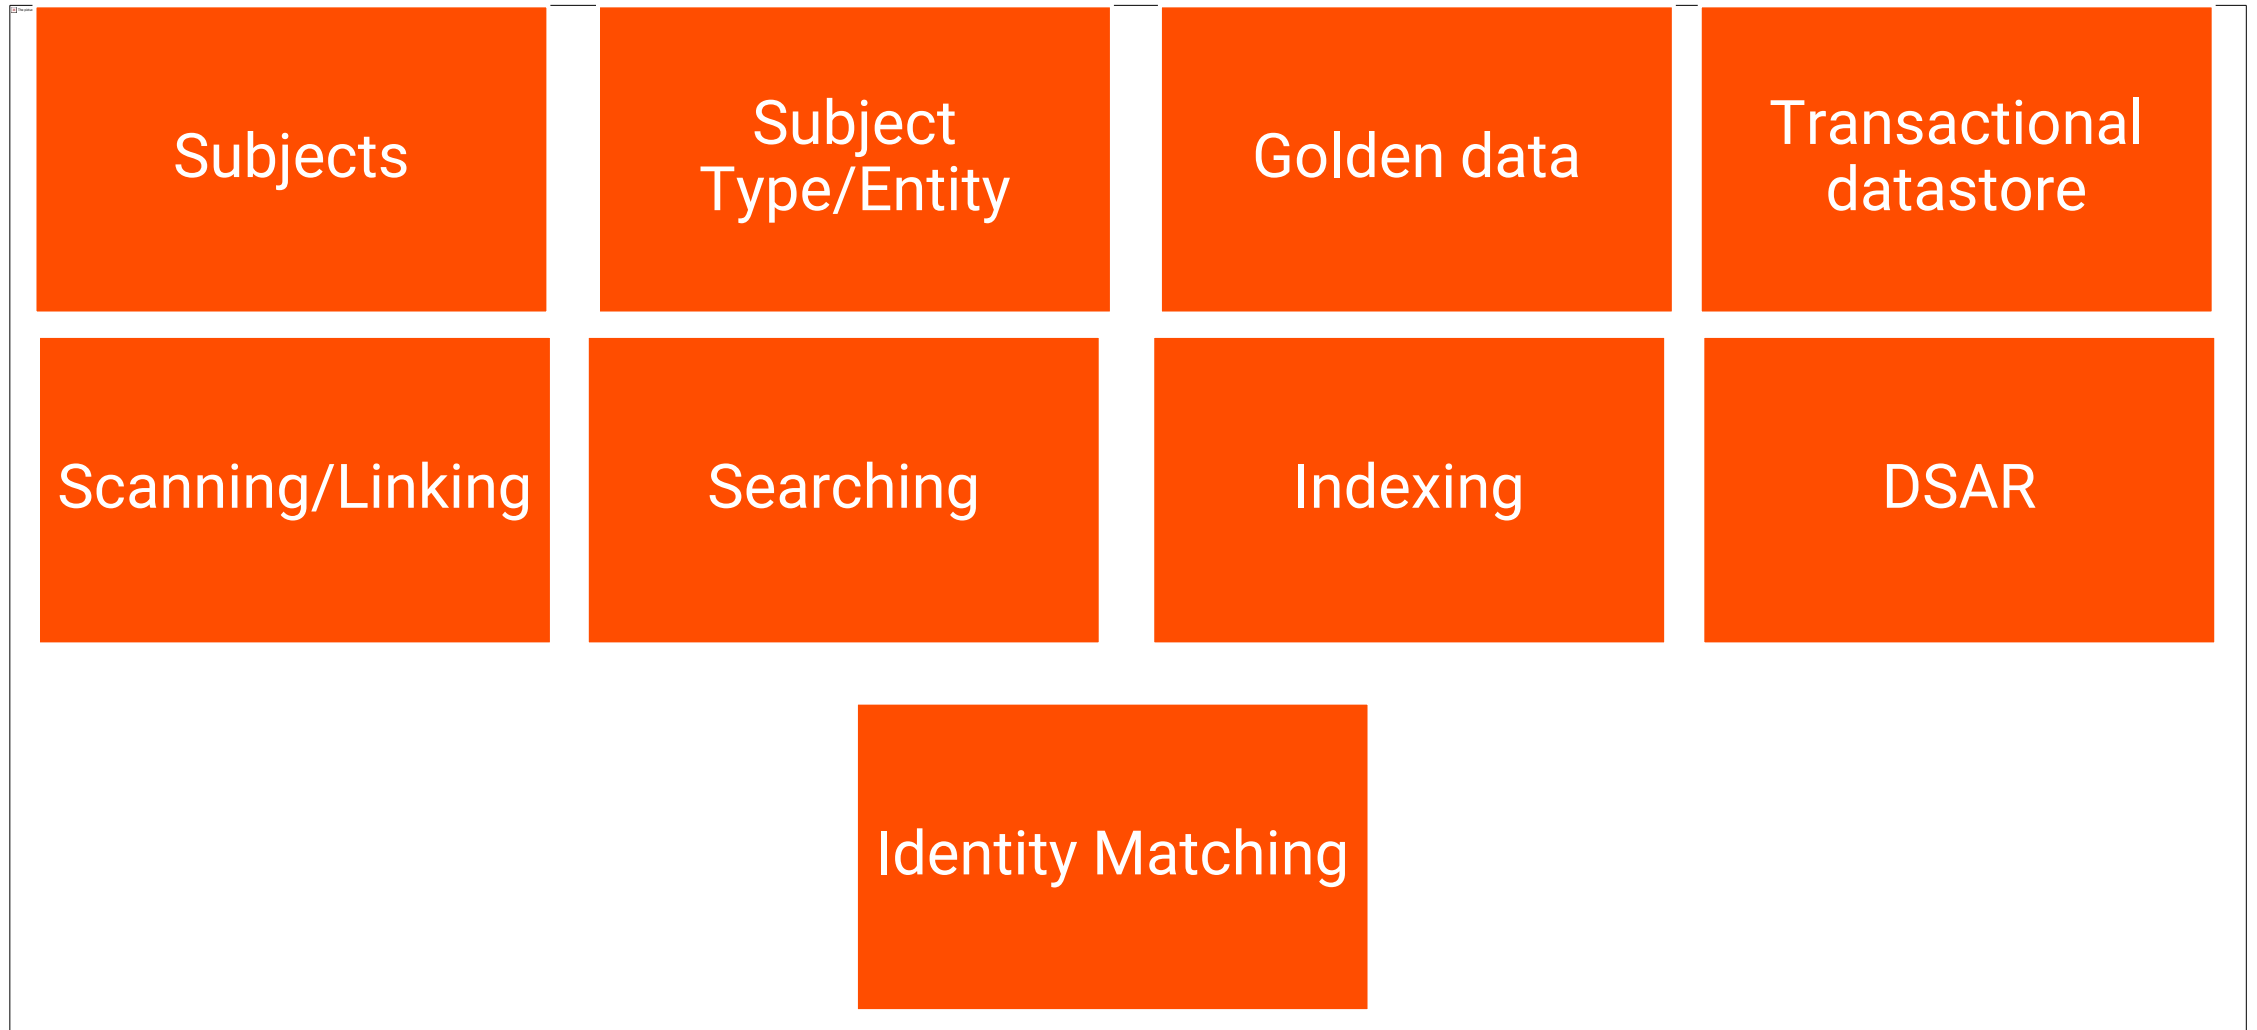 Subjects
Subject
Type/Entity
Golden data
Transactional
datastore
Scanning/Linking
Searching
Indexing
DSAR
Identity Matching